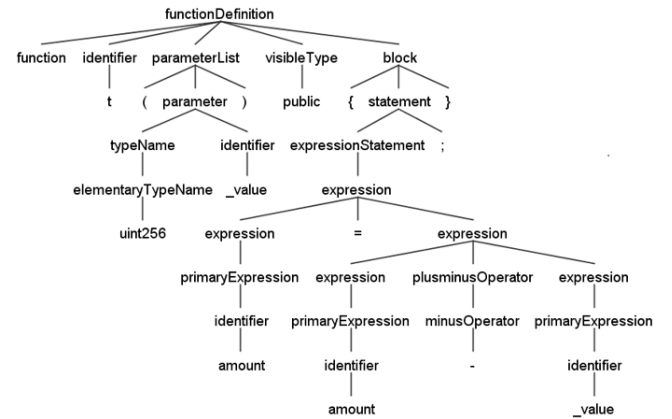 functionDefinition
function identifier parameterList visibleType block
t ( parameter ) public { statement }
typeName identifier expressionStatement ;
elementaryTypeName _value expression
uint256 expression = expression
primaryExpression expression plusminusOperator expression
identifier primaryExpression minusOperator primaryExpression
amount identifier - identifier
amount _value